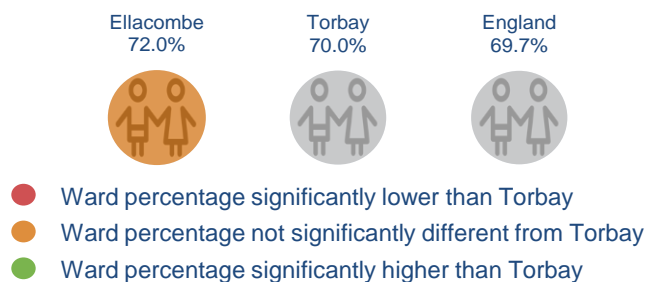 Ellacombe Torbay England
72.0% 70.0% 69.7%
Ward percentage significantly lower than Torbay
Ward percentage not significantly different from Torbay
Ward percentage significantly higher than Torbay